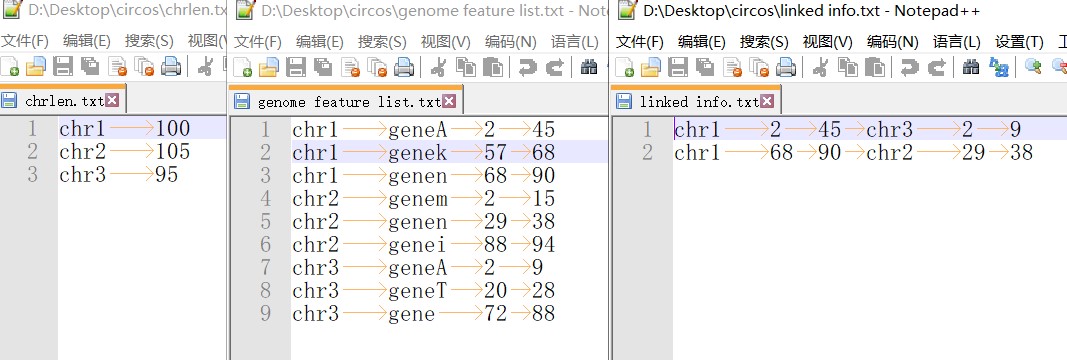 D:\Desktop\circos\chrlen.tx
文件(F) 编辑(E) 搜索(S) 视图(V
chrlen.txt
1 chr1 100
2 chr2 105
3 chr3 95
D:\Desktop\circos\genome feature list.txt - Note
文件(F) 编辑(E) 搜索(S) 视图(V) 编码(N) 语言(L)
genome feature list.txt
1 chr1 geneA 2 45
2 chr1 genek 57 68
3 chr1 genen 68 90
4 chr2 genem 2 15
5 chr2 genen 29 38
6 chr2 genei 88 94
7 chr3 geneA 2 9
8 chr3 geneT 20 28
9 chr3 gene 72 88
D:\Desktop\circos\linked info.txt - Notepad++
文件(F) 编辑(E) 搜索(S) 视图(V) 编码(N) 语言(L) 设置(T)
linked info.txt
1 chr1 2 45 chr3 2 9
2 chr1 68 90 chr2 29 38